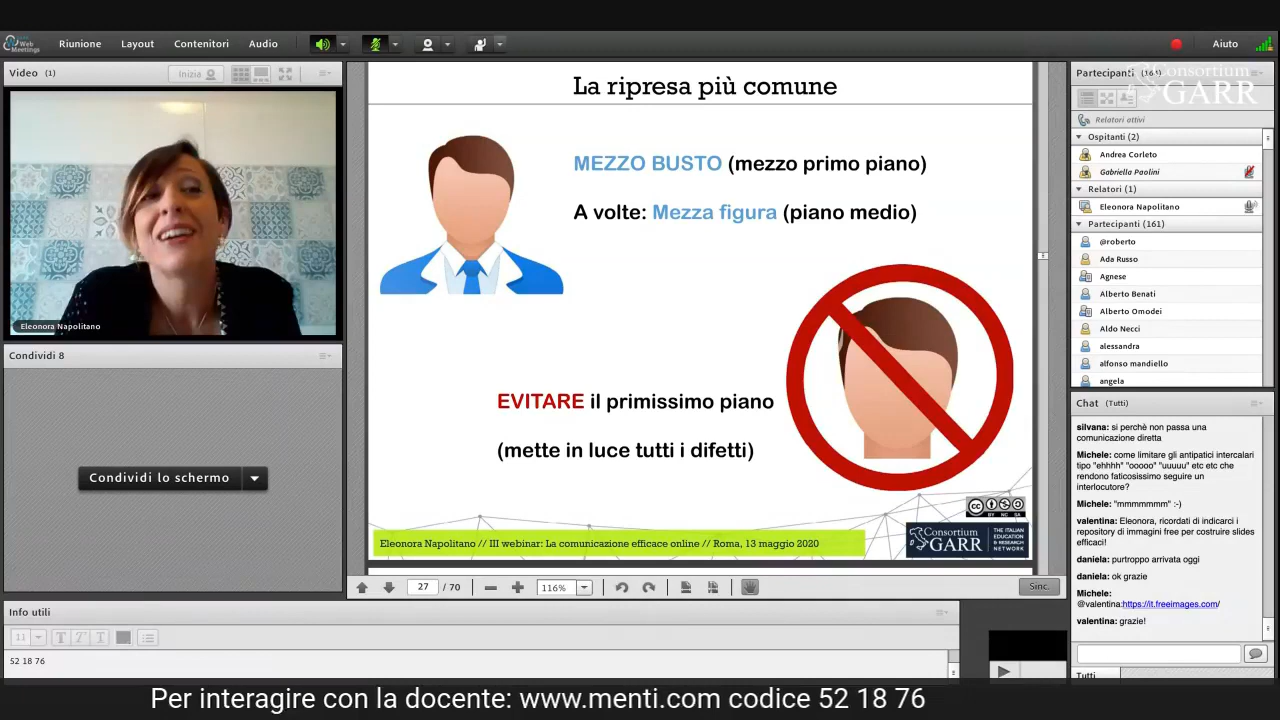 Web
Meetings
Riunione
Layout
Contenitori
Audio
Aiuto
Video (1)
Inizia
Eleonora Napolitano
Condividi 8
Condividi lo schermo
La ripresa più comune
MEZZO BUSTO (mezzo primo piano)
A volte: Mezza figura (piano medio)
EVITARE il primissimo piano
(mette in luce tutti i difetti)
CC BY NC SA
Eleonora Napolitano // III webinar: La comunicazione efficace online // Roma, 13 maggio 2020
Consortium
GARR
THE ITALIAN
EDUCATION
& RESEARCH
NETWORK
27 / 70
116%
Sinc.
Partecipanti
Consortium
GARR
Relatori attivi
Ospitanti (2)
Andrea Corleto
Gabriella Paolini
Relatori (1)
Eleonora Napolitano
Partecipanti (161)
@roberto
Ada Russo
Agnese
Alberto Benati
Alberto Omodei
Aldo Necci
alessandra
alfonso mandiello
angela
Chat (Tutti)
silvana: si perchè non passa una
comunicazione diretta
Michele: come limitare gli antipatici intercalari
tipo "ehhhh" "ooooo" "uuuuu" etc etc che
rendono faticosissimo seguire un
interlocutore?
Michele: "mmmmmmm" :-)
valentina: Eleonora, ricordati di indicarci i
repository di immagini free per costruire slides
efficaci!
daniela: purtroppo arrivata oggi
daniela: ok grazie
Michele:
@valentina:https://it.freeimages.com/
valentina: grazie!
Tutti
Info utili
11
52 18 76
Per interagire con la docente: www.menti.com codice 52 18 76